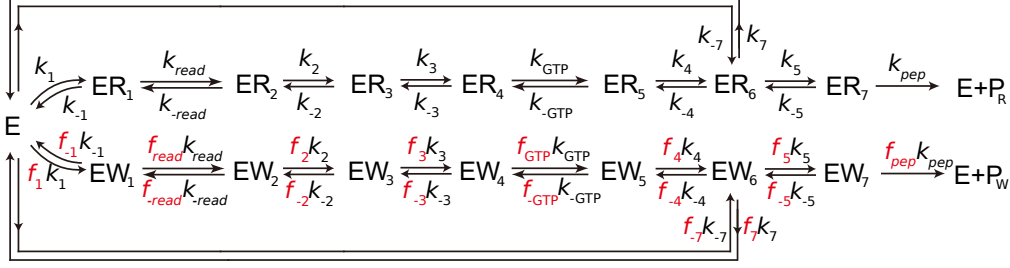 k-7 k7
k1 kread k2 k3 kGTP k4 k5 kpep
ER1 ER2 ER3 ER4 ER5 ER6 ER7 E+PR
k-1 k-read k-2 k-3 k-GTP k-4 k-5
E
f-1k-1 freadkread f2k2 f3k3 fGTPkGTP f4k4 f5k5 fpepkpep
f1k1 EW1 EW2 EW3 EW4 EW5 EW6 EW7 E+PW
f-readk-read f-2k-2 f-3k-3 f-GTPk-GTP f-4k-4 f-5k-5
f-7k-7 f7k7